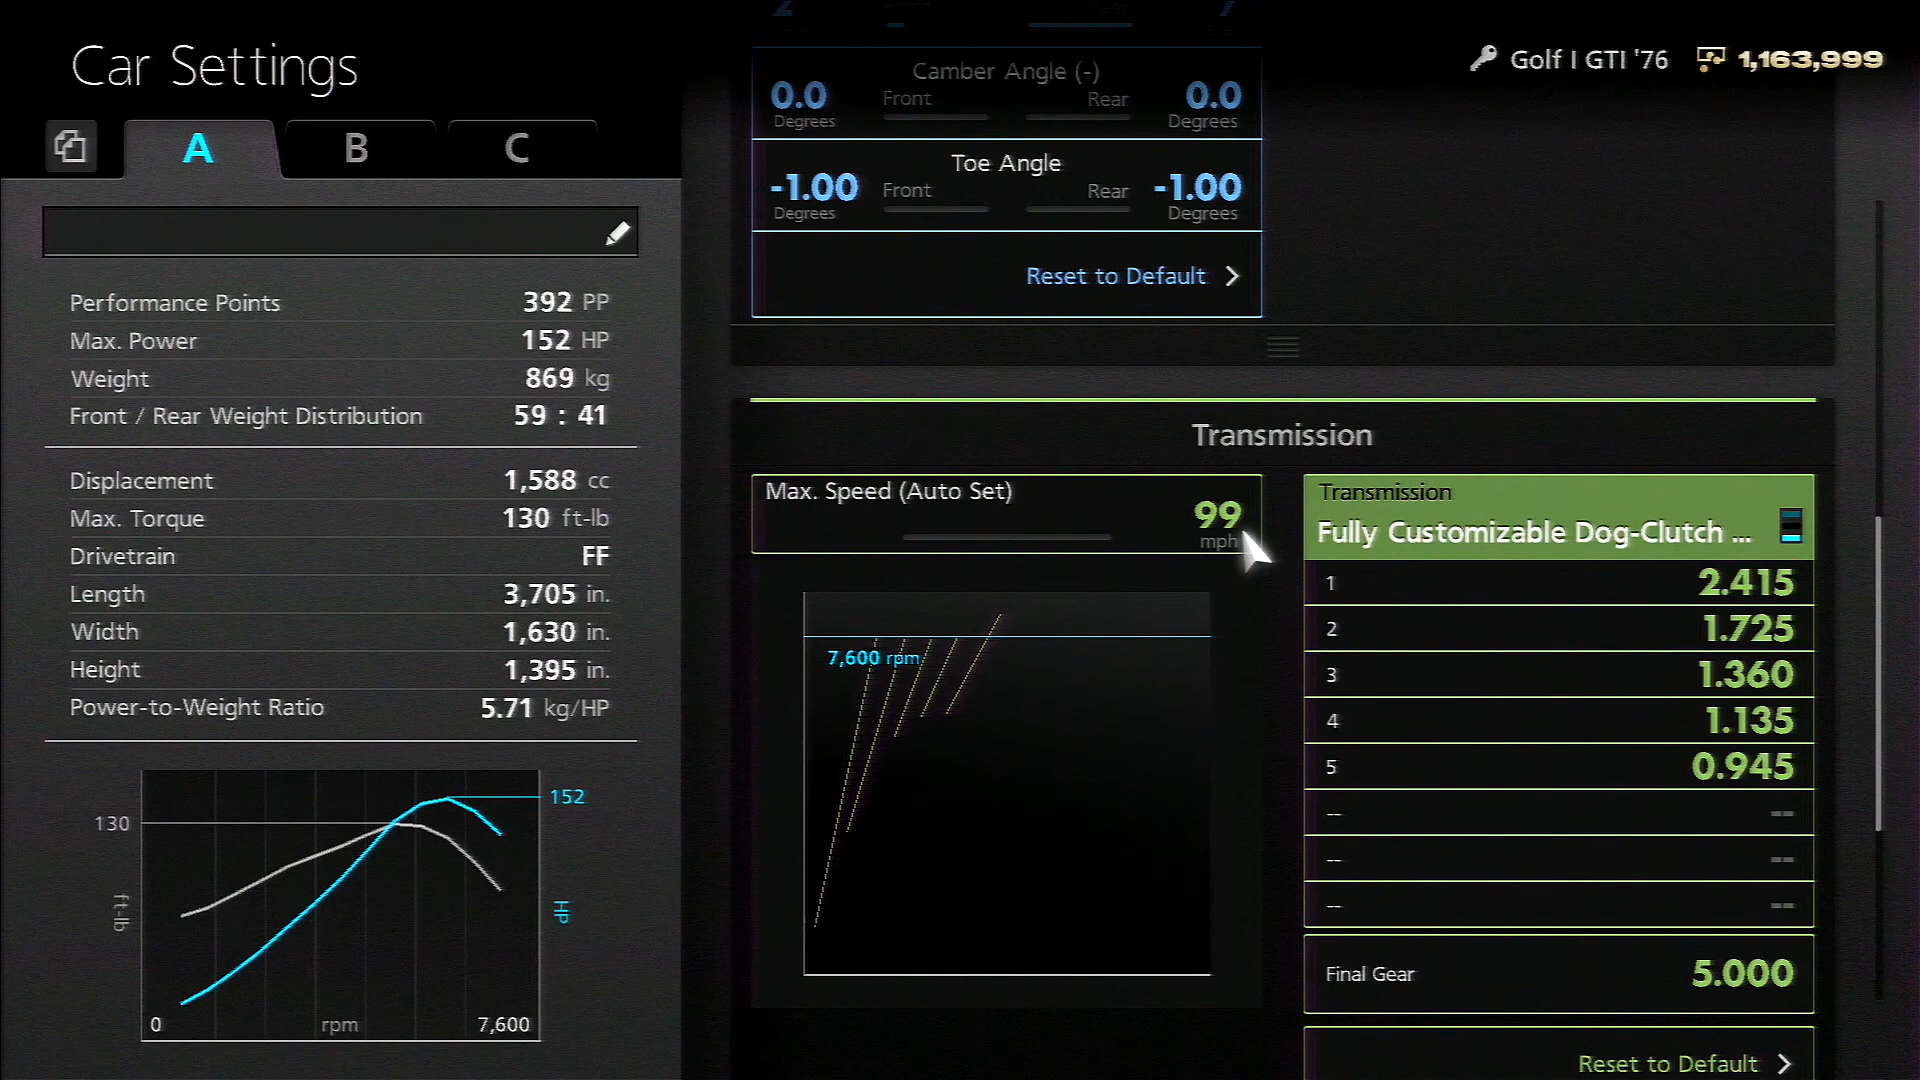 Car Settings
Golf I GTI '76
1,163,999
A
B
C
Performance Points 392 PP
Max. Power 152 HP
Weight 869 kg
Front / Rear Weight Distribution 59 : 41
Displacement 1,588 cc
Max. Torque 130 ft-lb
Drivetrain FF
Length 3,705 in.
Width 1,630 in.
Height 1,395 in.
Power-to-Weight Ratio 5.71 kg/HP
152
130
ft-lb
HP
0 rpm 7,600
Camber Angle (-)
0.0 Front Rear 0.0
Degrees Degrees
Toe Angle
-1.00 Front Rear -1.00
Degrees Degrees
Reset to Default
Transmission
Max. Speed (Auto Set)
99
mph
7,600 rpm
Transmission
Fully Customizable Dog-Clutch ...
1 2.415
2 1.725
3 1.360
4 1.135
5 0.945
-- --
-- --
-- --
Final Gear 5.000
Reset to Default